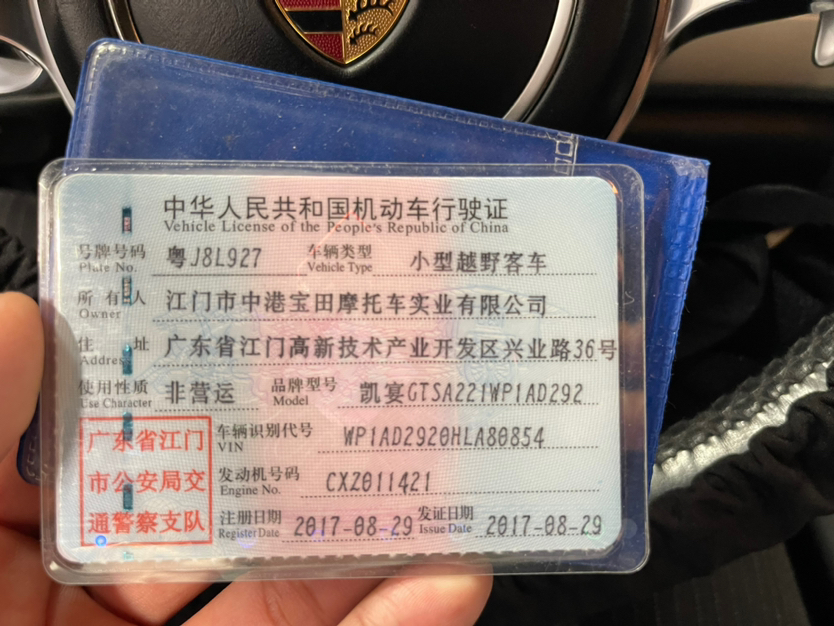 中华人民共和国机动车行驶证
Vehicle License of the People's Republic of China
号牌号码 粤J8L927 车辆类型 小型越野客车
Plate No. Vehicle Type
所有人 江门市中港宝田摩托车实业有限公司
Owner
住址 广东省江门高新技术产业开发区兴业路36号
Address
使用性质 非营运 品牌型号 凯宴GTSA221WP1AD292
Use Character Model
车辆识别代号 WP1AD2920HLA80854
VIN
发动机号码 CXZ011421
Engine No.
注册日期 2017-08-29 发证日期 2017-08-29
Register Date Issue Date
广东省江门
市公安局交
通警察支队